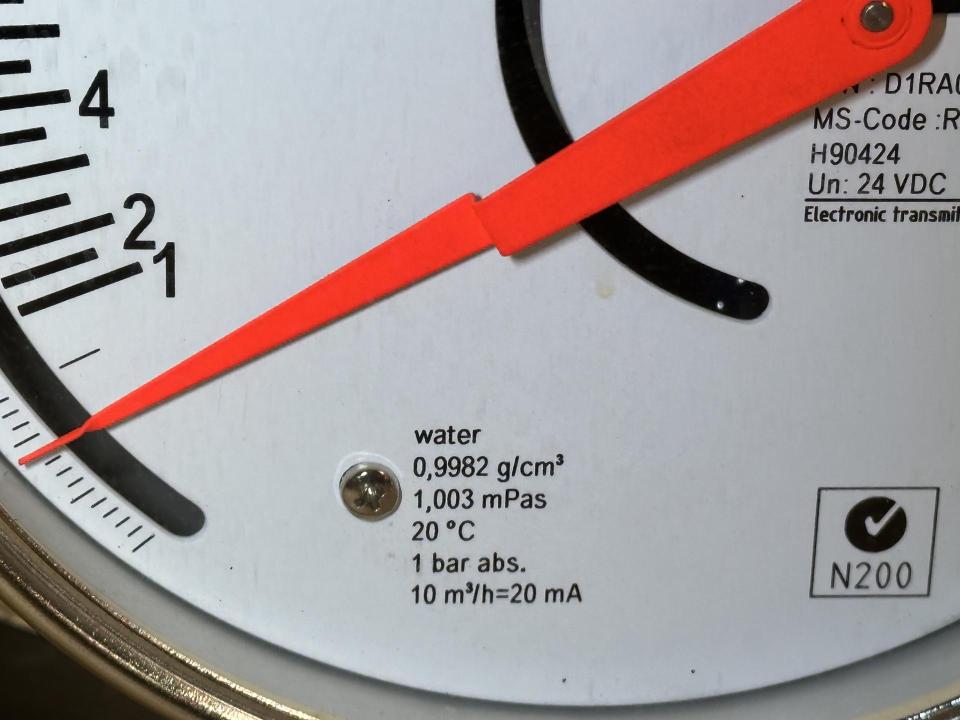 4
2
1
: D1RA
MS-Code :R
H90424
Un: 24 VDC
Electronic
water
0,9982 g/cm³
1,003 mPas
20 °C
1 bar abs.
10 m³/h=20 mA
N200